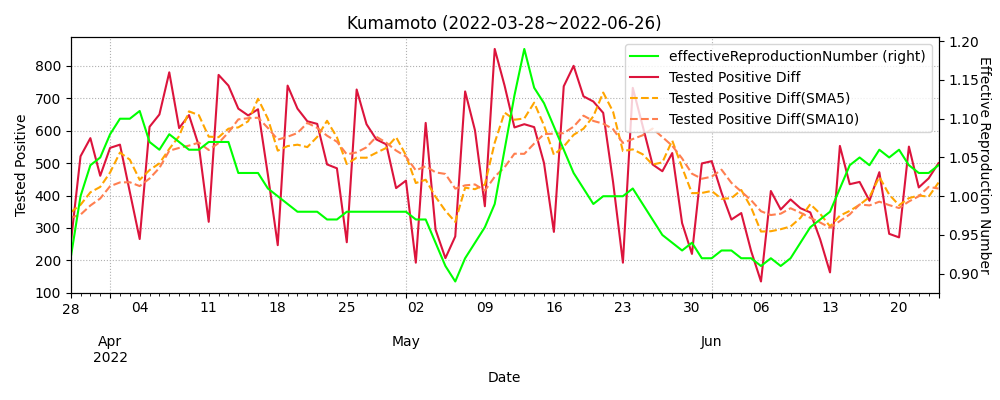 Kumamoto (2022-03-28~2022-06-26)
effectiveReproductionNumber (right)
Tested Positive Diff
Tested Positive Diff(SMA5)
Tested Positive Diff(SMA10)
Tested Positive
800
700
600
500
400
300
200
100
1.20
1.15
1.10
1.05
1.00
0.95
0.90
Effective Reproduction Number
28 04 11 18 25 02 09 16 23 30 06 13 20
Apr May Jun
2022
Date